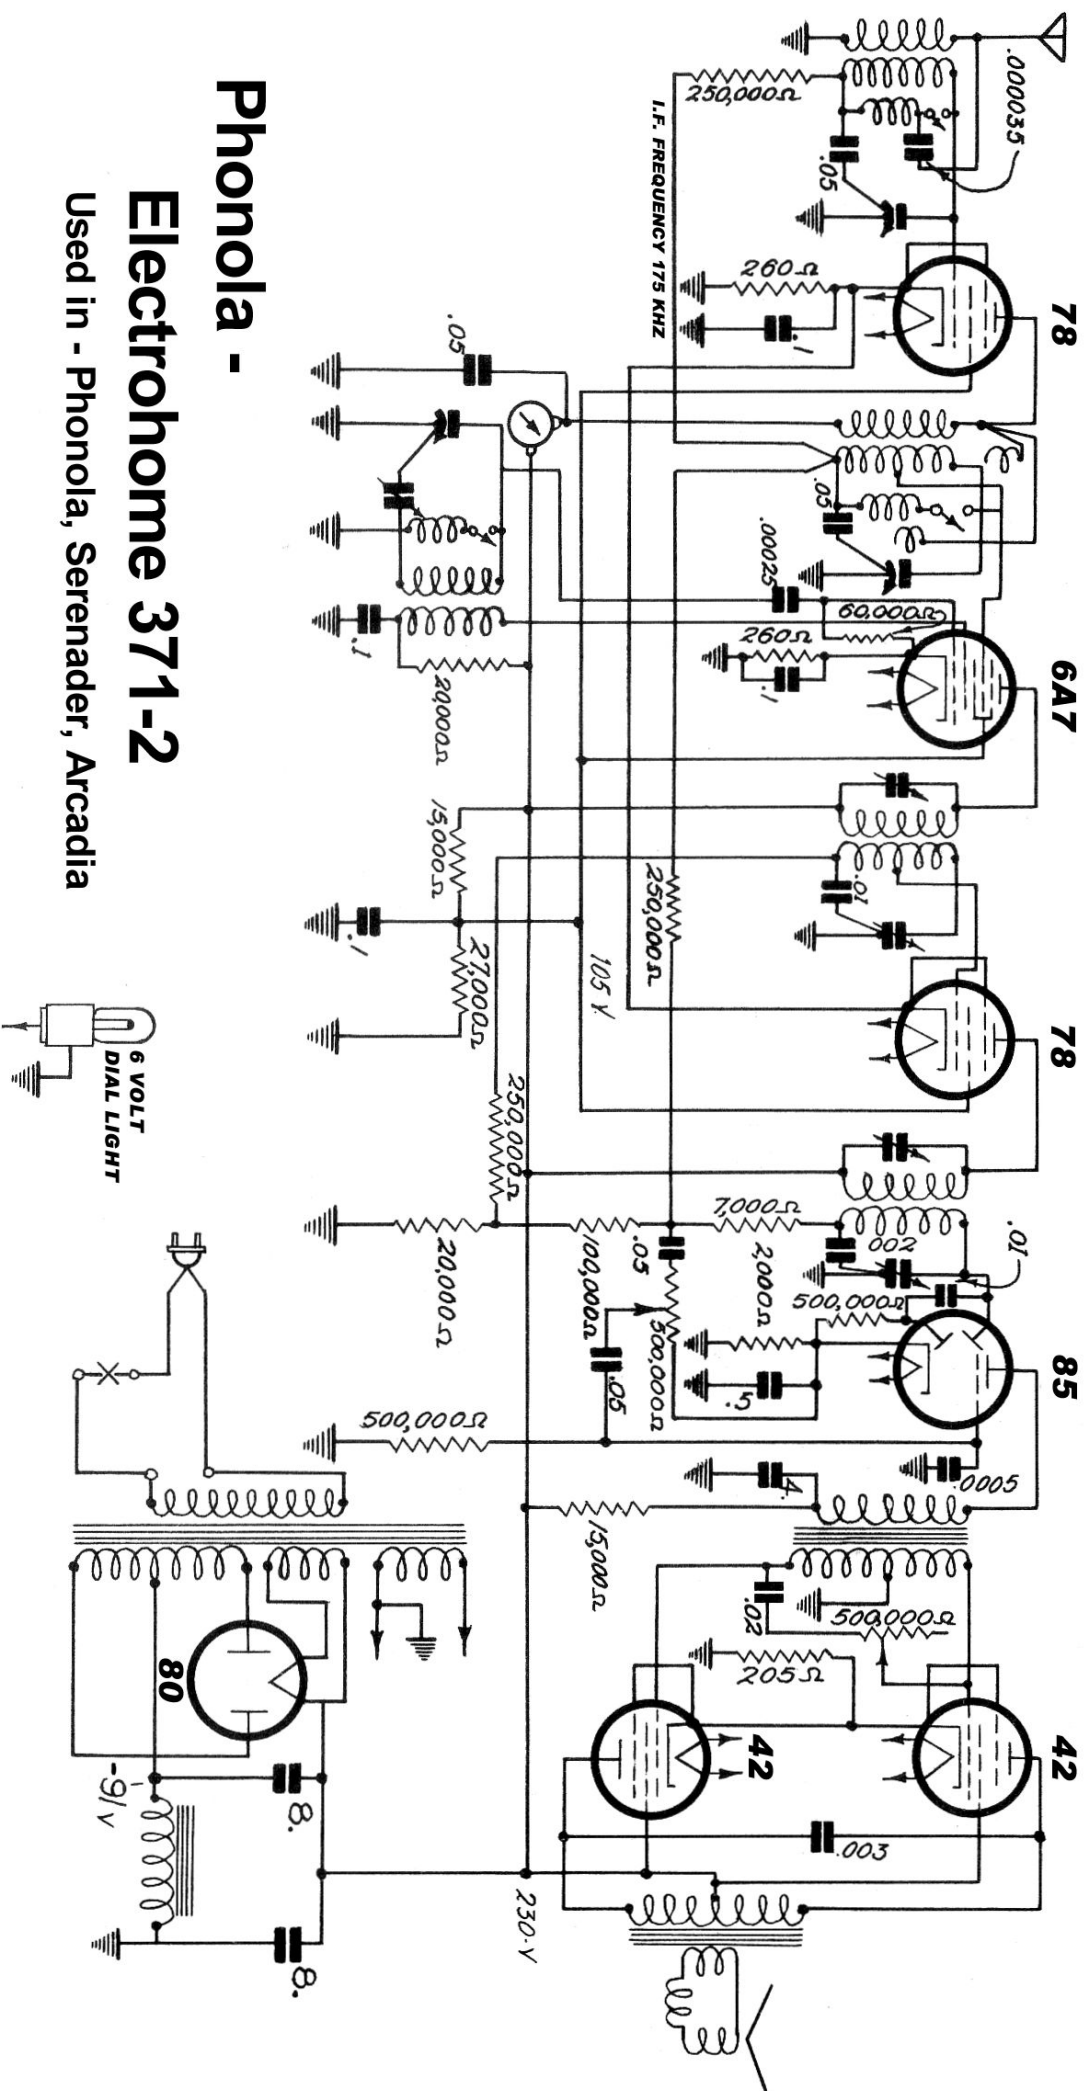 Phonola -
Electrohome 371-2
Used in - Phonola, Serenader, Arcadia
78
6A7
78
85
42
42
80
.000035
250,000Ω
.05
I.F. FREQUENCY 175 KHZ
260Ω
.1
.05
.05
.00025
60,000Ω
260Ω
.1
.1
20,000Ω
15,000Ω
.01
250,000Ω
.1
27,000Ω
105 V.
250,000Ω
7,000Ω
.002
.01
500,000Ω
2,000Ω
.05
100,000Ω
20,000Ω
500,000Ω
.5
.05
500,000Ω
.0005
4.
15,000Ω
.02
500,000Ω
205Ω
.003
230-V
-91 V
8.
8.
6 VOLT
DIAL LIGHT